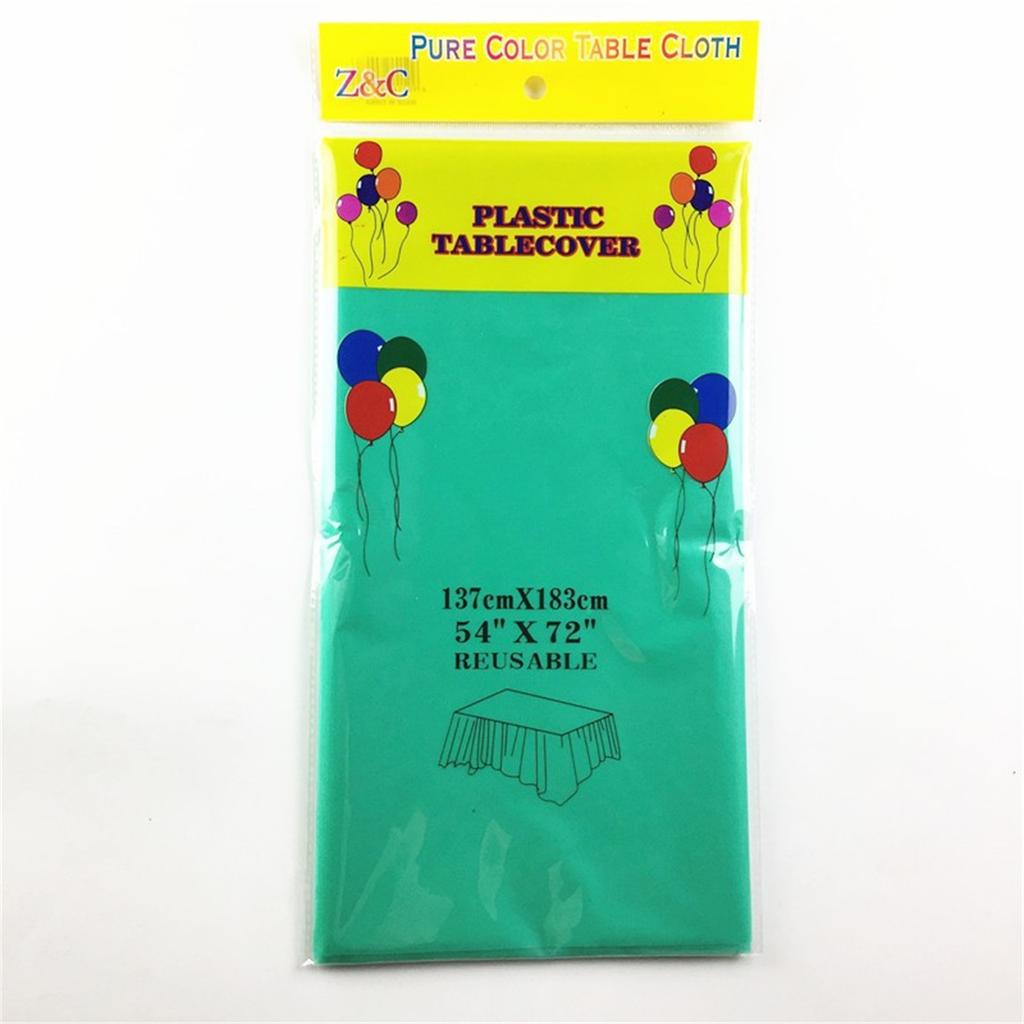 PURE COLOR TABLE CLOTH
Z&C
PLASTIC
TABLECOVER
137cmX183cm
54" X 72"
REUSABLE